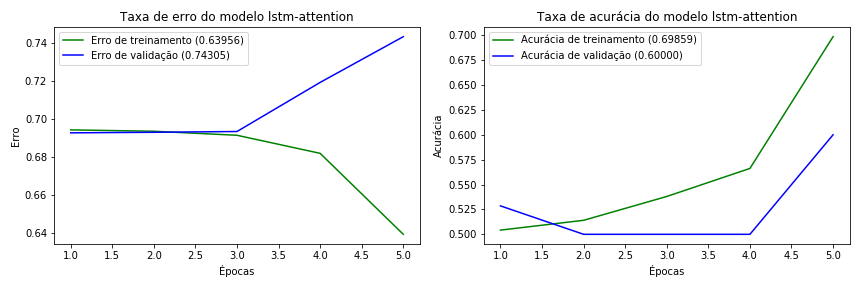 Taxa de erro do modelo lstm-attention
Erro de treinamento (0.63956)
Erro de validação (0.74305)
Erro
0.74
0.72
0.70
0.68
0.66
0.64
1.0 1.5 2.0 2.5 3.0 3.5 4.0 4.5 5.0
Épocas
Taxa de acurácia do modelo lstm-attention
Acurácia de treinamento (0.69859)
Acurácia de validação (0.60000)
Acurácia
0.700
0.675
0.650
0.625
0.600
0.575
0.550
0.525
0.500
1.0 1.5 2.0 2.5 3.0 3.5 4.0 4.5 5.0
Épocas